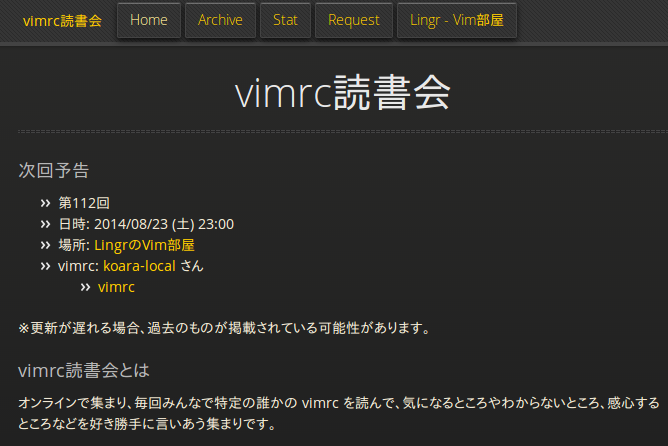 vimrc読書会 Home Archive Stat Request Lingr - Vim部屋
vimrc読書会
次回予告
›› 第112回
›› 日時: 2014/08/23 (土) 23:00
›› 場所: LingrのVim部屋
›› vimrc: koara-local さん
›› vimrc
※更新が遅れる場合、過去のものが掲載されている可能性があります。
vimrc読書会とは
オンラインで集まり、毎回みんなで特定の誰かの vimrc を読んで、気になるところやわからないところ、感心する
ところなどを好き勝手に言いあう集まりです。